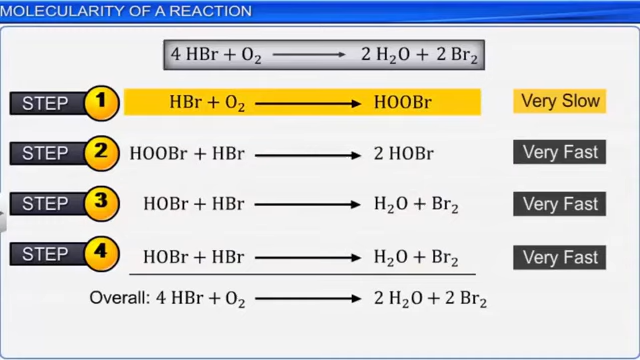 MOLECULARITY OF A REACTION
4 HBr + O₂ ⟶ 2 H₂O + 2 Br₂
STEP 1 HBr + O₂ ⟶ HOOBr Very Slow
STEP 2 HOOBr + HBr ⟶ 2 HOBr Very Fast
STEP 3 HOBr + HBr ⟶ H₂O + Br₂ Very Fast
STEP 4 HOBr + HBr ⟶ H₂O + Br₂ Very Fast
Overall: 4 HBr + O₂ ⟶ 2 H₂O + 2 Br₂